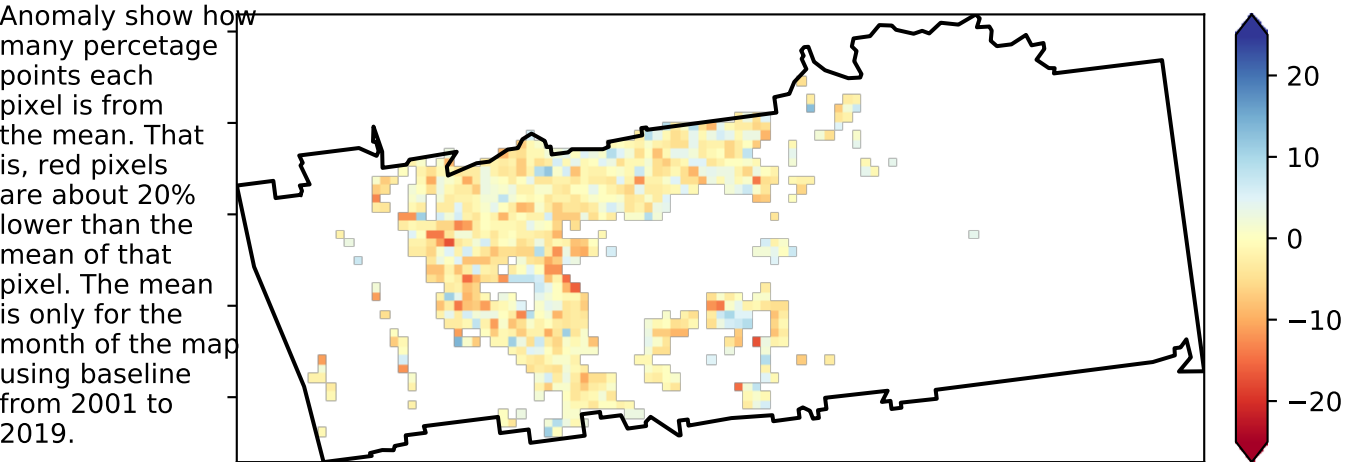 Anomaly show how
many percetage
points each
pixel is from
the mean. That
is, red pixels
are about 20%
lower than the
mean of that
pixel. The mean
is only for the
month of the map
using baseline
from 2001 to
2019.
20
10
0
−10
−20